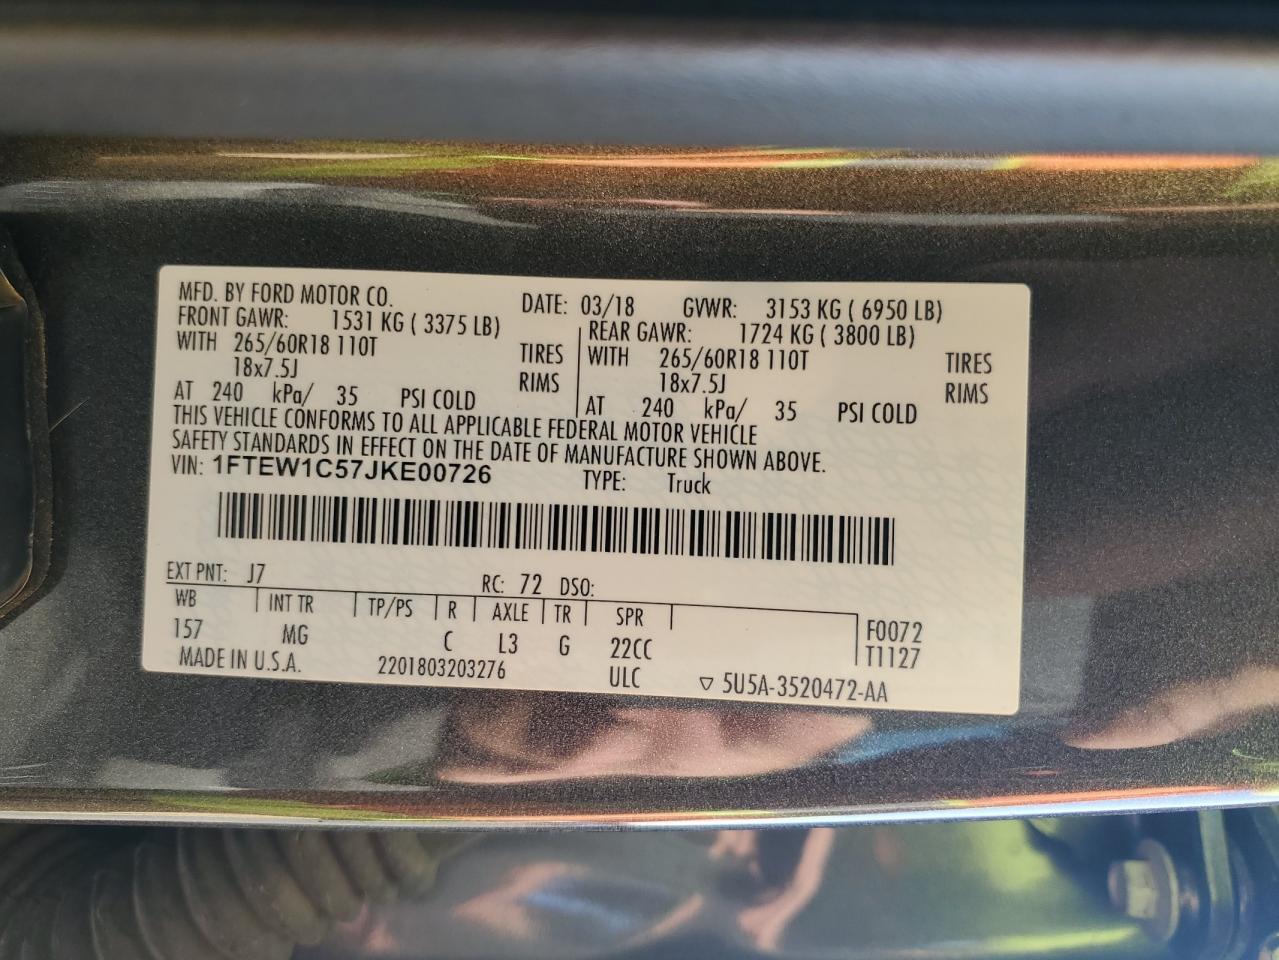 MFD. BY FORD MOTOR CO. DATE: 03/18 GVWR: 3153 KG ( 6950 LB)
FRONT GAWR: 1531 KG ( 3375 LB) REAR GAWR: 1724 KG ( 3800 LB)
WITH 265/60R18 110T TIRES WITH 265/60R18 110T TIRES
18x7.5J RIMS 18x7.5J RIMS
AT 240 kPa/ 35 PSI COLD AT 240 kPa/ 35 PSI COLD
THIS VEHICLE CONFORMS TO ALL APPLICABLE FEDERAL MOTOR VEHICLE
SAFETY STANDARDS IN EFFECT ON THE DATE OF MANUFACTURE SHOWN ABOVE.
VIN: 1FTEW1C57JKE00726 TYPE: Truck
EXT PNT: J7 RC: 72 DSO:
WB INT TR TP/PS R AXLE TR SPR F0072
157 MG C L3 G 22CC T1127
MADE IN U.S.A. 2201803203276 ULC ▽ 5U5A-3520472-AA